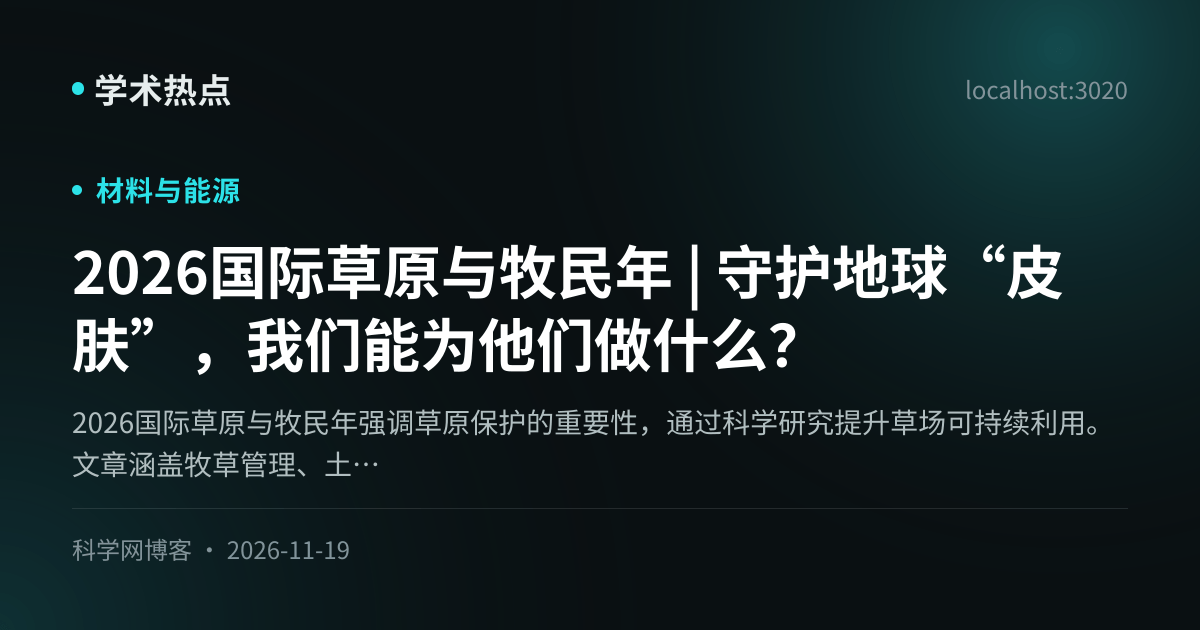 学术热点
localhost:3020
材料与能源
2026国际草原与牧民年 | 守护地球“皮
肤”，我们能为他们做什么？
2026国际草原与牧民年强调草原保护的重要性，通过科学研究提升草场可持续利用。
文章涵盖牧草管理、土…
科学网博客 · 2026-11-19